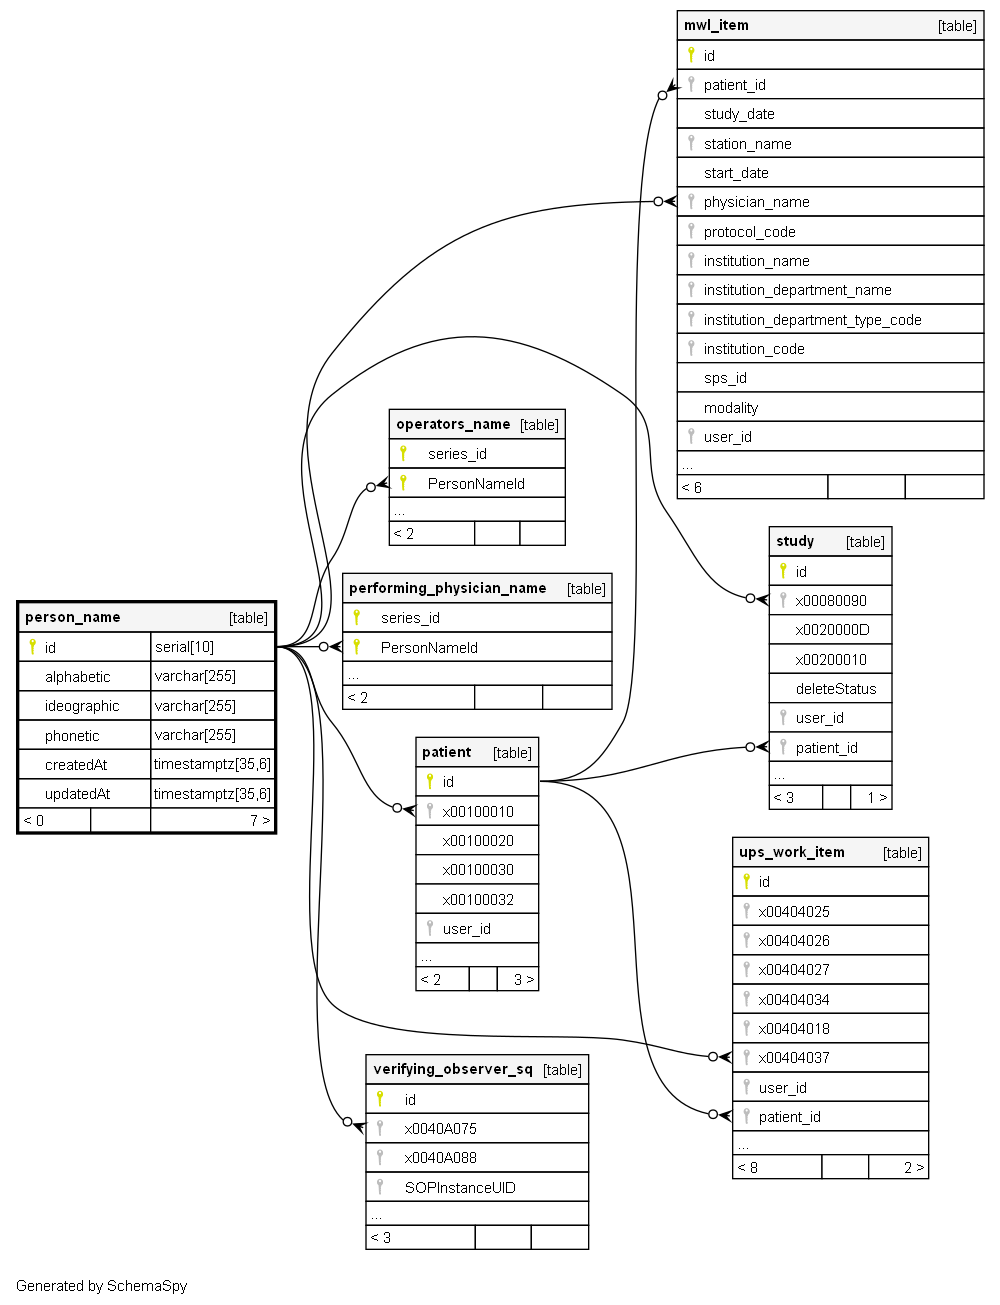 mwl_item [table]
id
patient_id
study_date
station_name
start_date
physician_name
protocol_code
institution_name
institution_department_name
institution_department_type_code
institution_code
sps_id
modality
user_id
...
< 6
operators_name [table]
series_id
PersonNameId
...
< 2
study [table]
id
x00080090
x0020000D
x00200010
deleteStatus
user_id
patient_id
...
< 3 1 >
performing_physician_name [table]
series_id
PersonNameId
...
< 2
person_name [table]
id serial[10]
alphabetic varchar[255]
ideographic varchar[255]
phonetic varchar[255]
createdAt timestamptz[35,6]
updatedAt timestamptz[35,6]
< 0 7 >
patient [table]
id
x00100010
x00100020
x00100030
x00100032
user_id
...
< 2 3 >
ups_work_item [table]
id
x00404025
x00404026
x00404027
x00404034
x00404018
x00404037
user_id
patient_id
...
< 8 2 >
verifying_observer_sq [table]
id
x0040A075
x0040A088
SOPInstanceUID
...
< 3
Generated by SchemaSpy